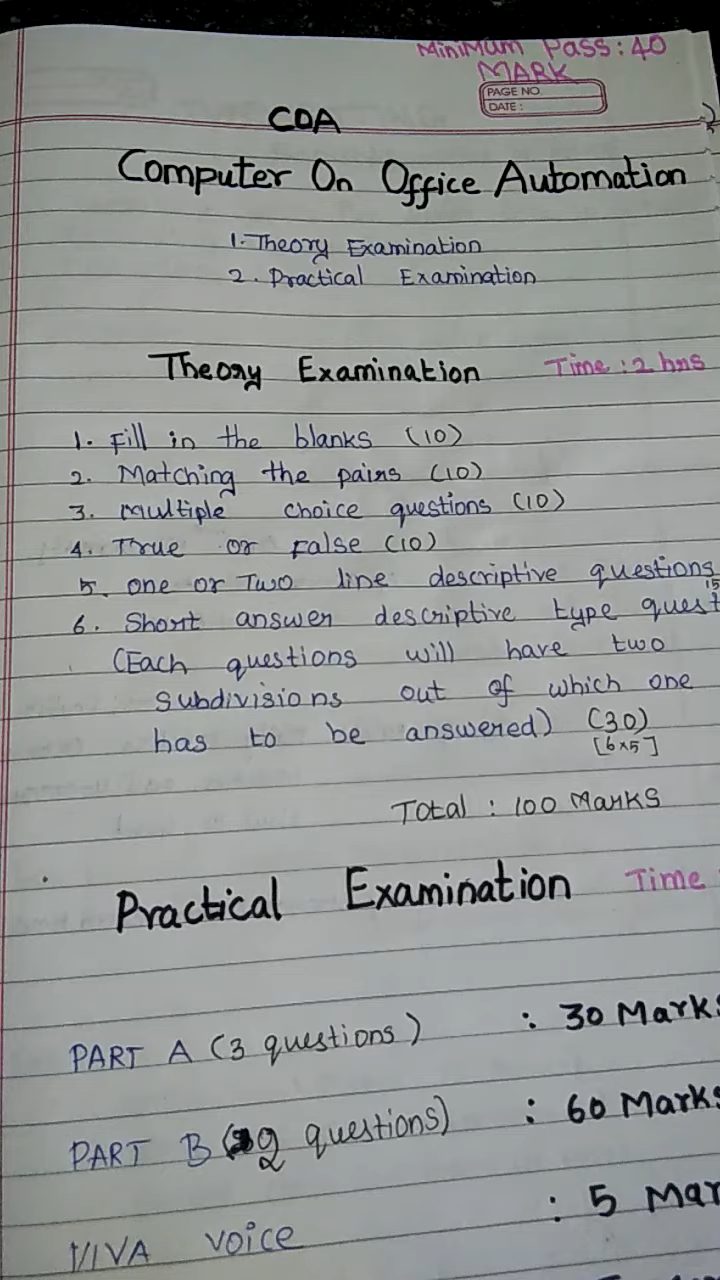 Minimum Pass: 40
MARK
PAGE NO.
DATE:
COA
Computer On Office Automation
1. Theory Examination
2. Practical Examination
Theory Examination Time: 2 hrs
1. Fill in the blanks (10)
2. Matching the pairs (10)
3. Multiple choice questions (10)
4. True or False (10)
5. one or Two line descriptive questions
15
6. Short answer descriptive type quest
(Each questions will have two
subdivisions out of which one
has to be answered) (30)
[6x5]
Total : 100 Marks
Practical Examination Time
PART A (3 questions) : 30 Marks
PART B (2 questions) : 60 Marks
VIVA voice : 5 Mar